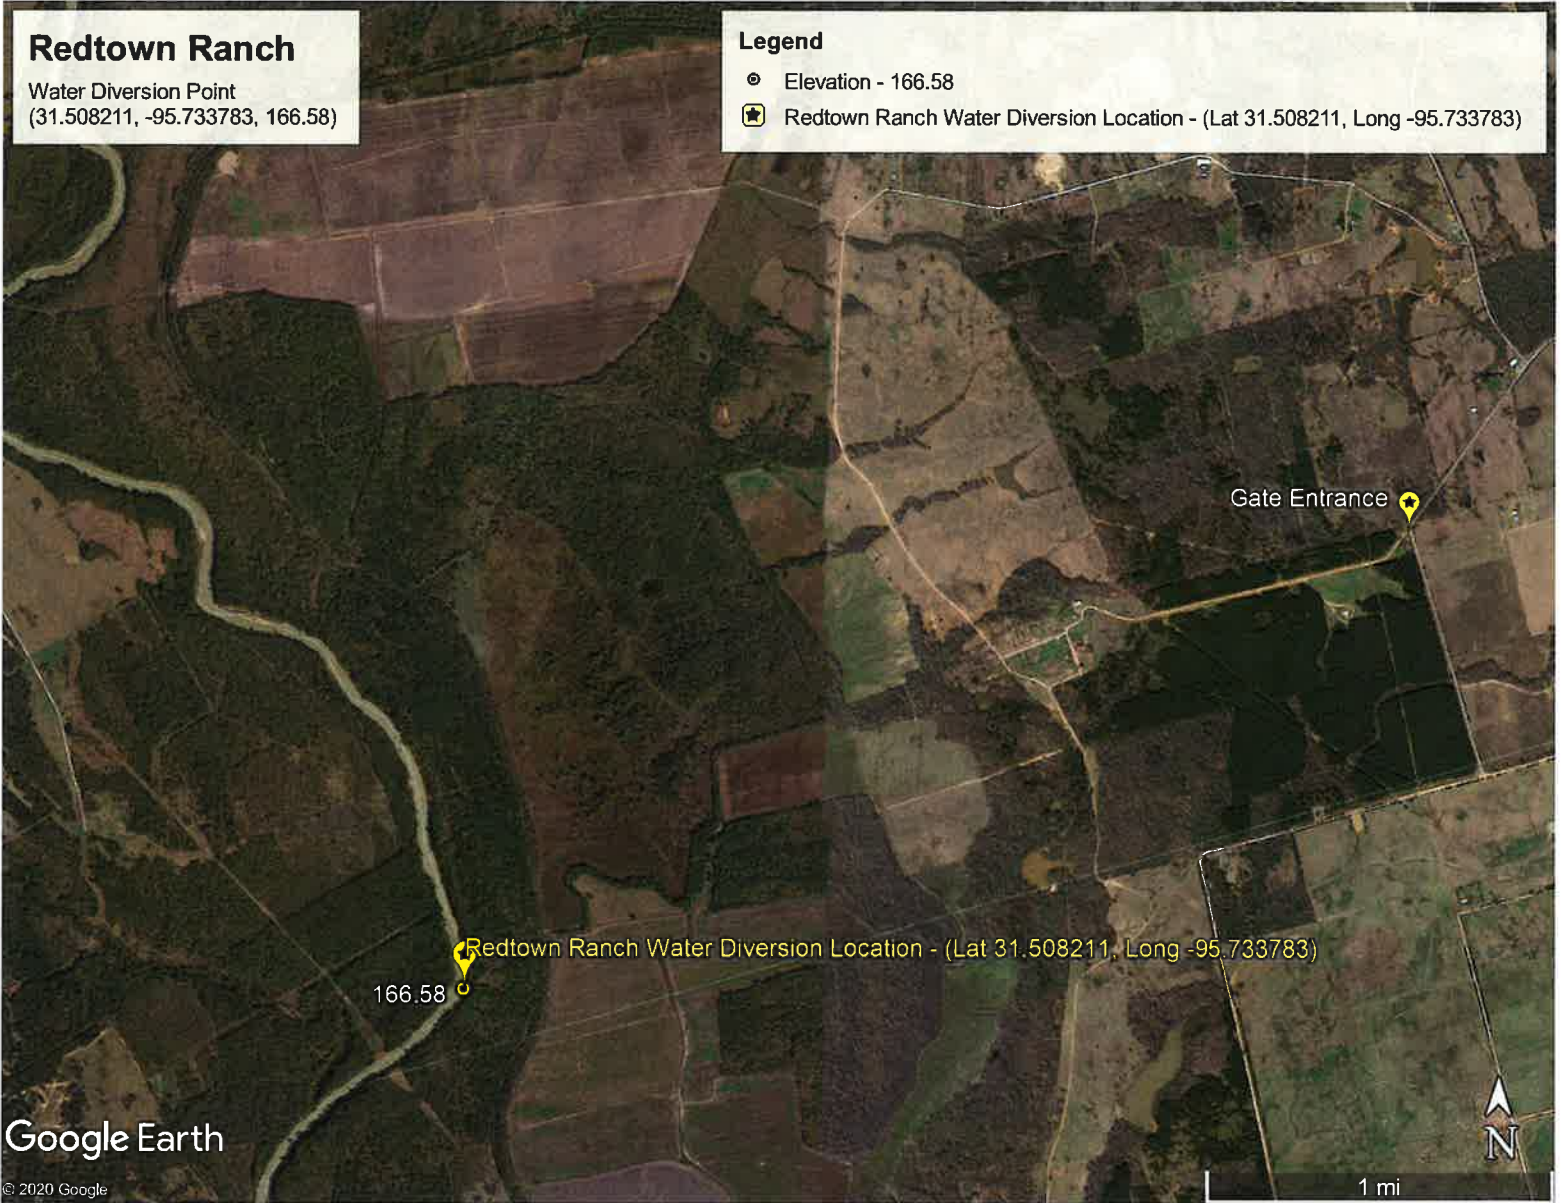 Redtown Ranch
Water Diversion Point
(31.508211, -95.733783, 166.58)
Legend
Elevation - 166.58
Redtown Ranch Water Diversion Location - (Lat 31.508211, Long -95.733783)
Gate Entrance
Redtown Ranch Water Diversion Location - (Lat 31.508211, Long -95.733783)
166.58
Google Earth
© 2020 Google
N
1 mi